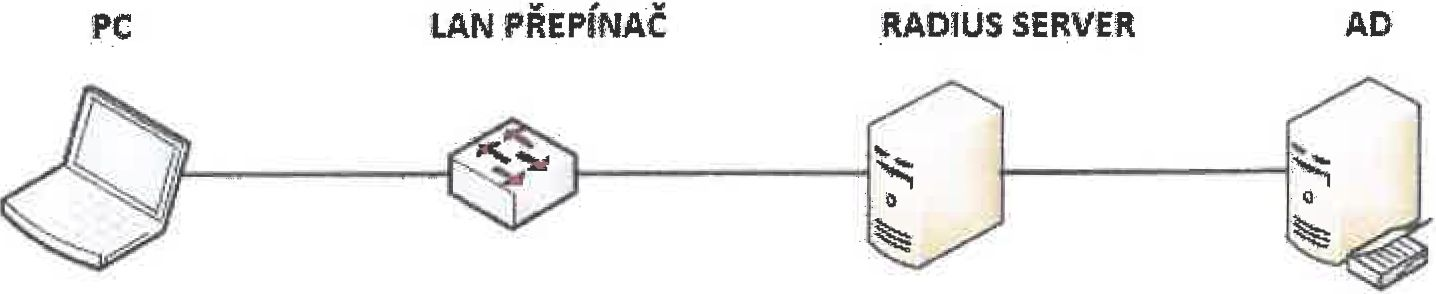 PC
LAN PŘEPÍNAČ
RADIUS SERVER
AD